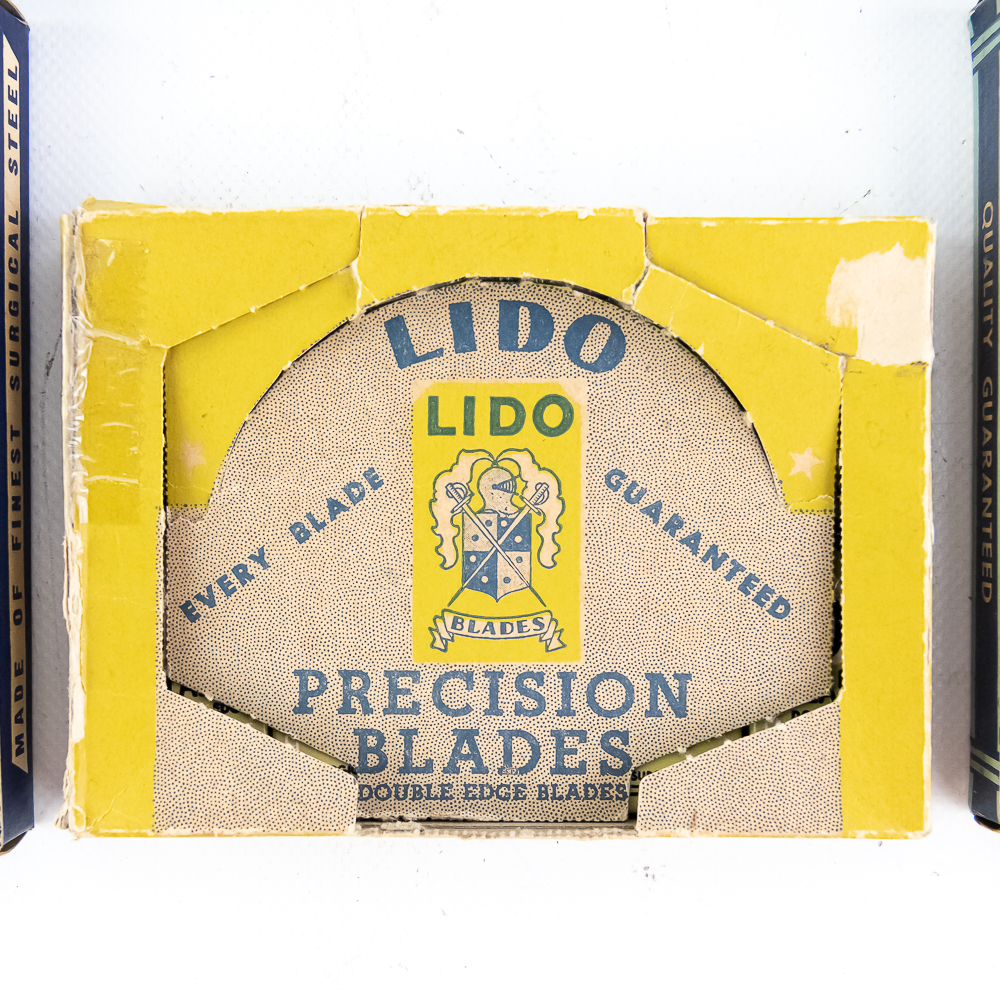 MADE OF FINEST SURGICAL STEEL
LIDO
LIDO
EVERY BLADE
GUARANTEED
BLADES
PRECISION
BLADES
DOUBLE EDGE BLADES
QUALITY GUARANTEED